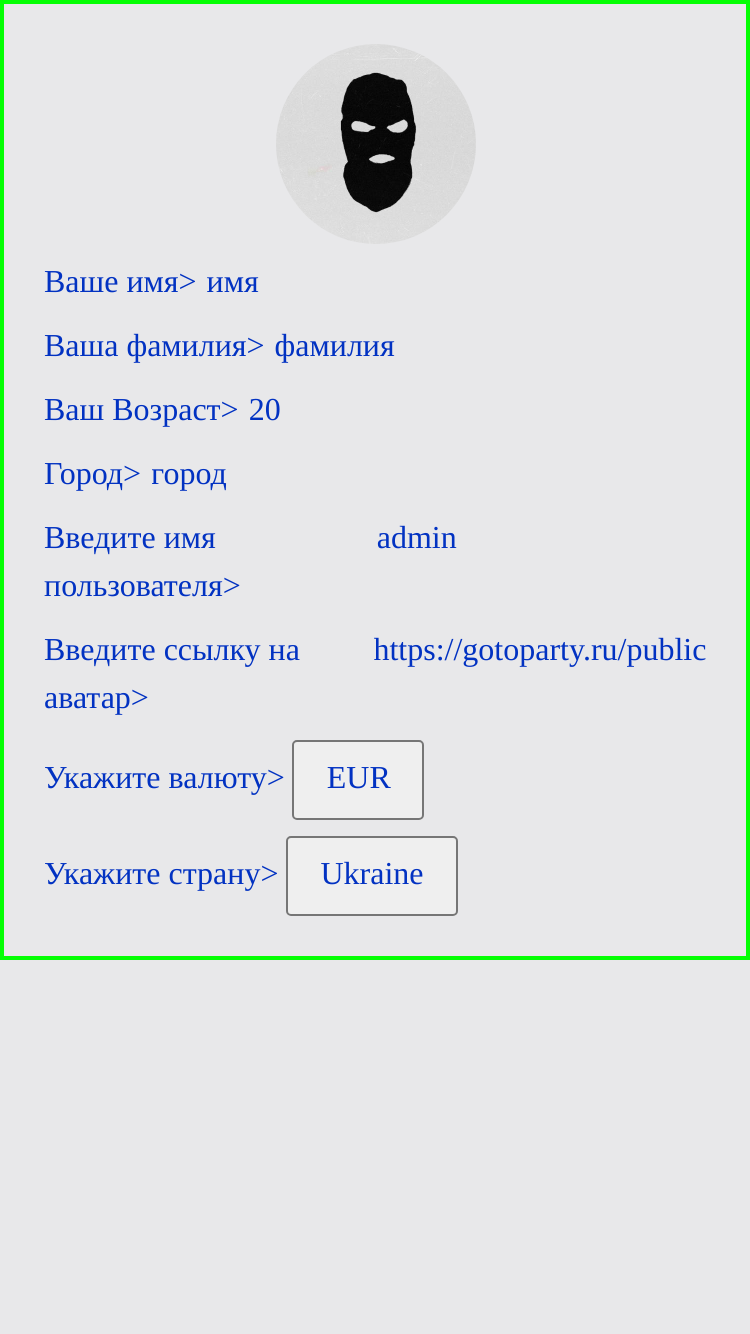 Ваше имя> имя
Ваша фамилия> фамилия
Ваш Возраст> 20
Город> город
Введите имя admin
пользователя>
Введите ссылку на https://gotoparty.ru/public
аватар>
Укажите валюту> EUR
Укажите страну> Ukraine